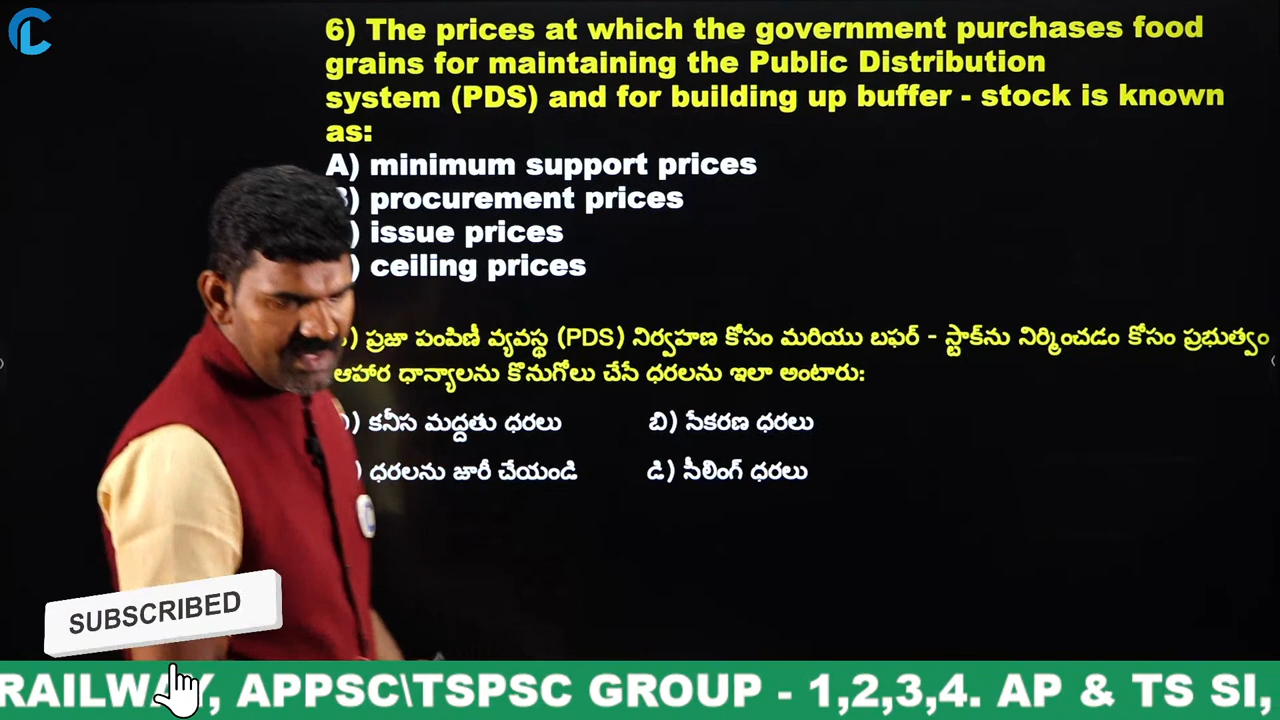 6) The prices at which the government purchases food
grains for maintaining the Public Distribution
system (PDS) and for building up buffer - stock is known
as:
A) minimum support prices
) procurement prices
) issue prices
) ceiling prices
) ప్రజా పంపిణీ వ్యవస్థ (PDS) నిర్వహణ కోసం మరియు బఫర్ - స్టాక్‌ను నిర్మించడం కోసం ప్రభుత్వం
ఆహార ధాన్యాలను కొనుగోలు చేసే ధరలను ఇలా అంటారు:
) కనీస మద్దతు ధరలు బి) సేకరణ ధరలు
) ధరలను జారీ చేయండి డి) సీలింగ్ ధరలు
SUBSCRIBED
RAILWAY, APPSC\TSPSC GROUP - 1,2,3,4. AP & TS SI,